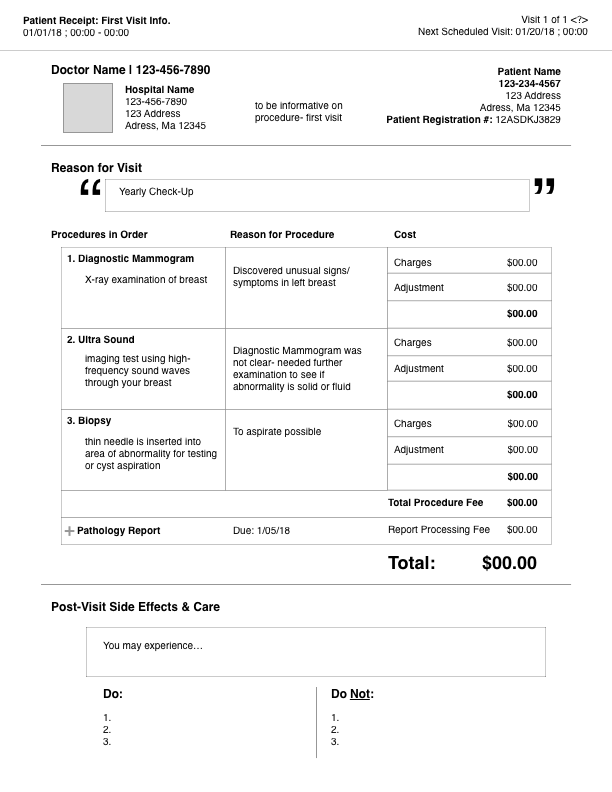 Patient Receipt: First Visit Info.
01/01/18 ; 00:00 - 00:00
Visit 1 of 1 <?>
Next Scheduled Visit: 01/20/18 ; 00:00
Doctor Name | 123-456-7890
Hospital Name
123-456-7890
123 Address
Adress, Ma 12345
to be informative on
procedure- first visit
Patient Name
123-234-4567
123 Address
Adress, Ma 12345
Patient Registration #: 12ASDKJ3829
Reason for Visit
“ Yearly Check-Up ”
Procedures in Order Reason for Procedure Cost
1. Diagnostic Mammogram
X-ray examination of breast
Discovered unusual signs/
symptoms in left breast
Charges $00.00
Adjustment $00.00
$00.00
2. Ultra Sound
imaging test using high-
frequency sound waves
through your breast
Diagnostic Mammogram was
not clear- needed further
examination to see if
abnormality is solid or fluid
Charges $00.00
Adjustment $00.00
$00.00
3. Biopsy
thin needle is inserted into
area of abnormality for testing
or cyst aspiration
To aspirate possible
Charges $00.00
Adjustment $00.00
$00.00
Total Procedure Fee $00.00
+ Pathology Report Due: 1/05/18 Report Processing Fee $00.00
Total: $00.00
Post-Visit Side Effects & Care
You may experience…
Do:
1.
2.
3.
Do Not:
1.
2.
3.